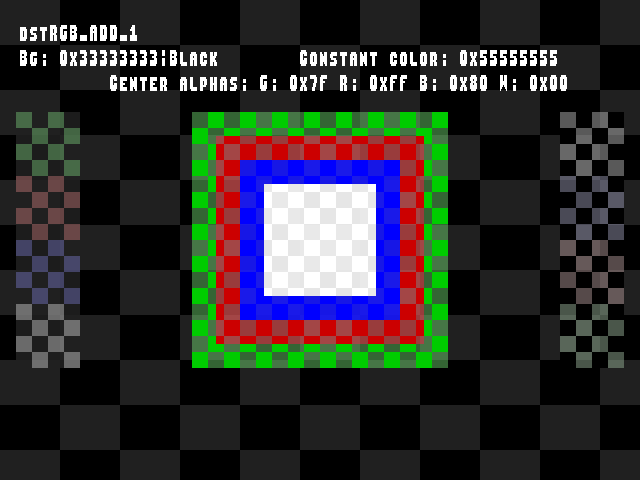 dstRGB_ADD_1
Bg: 0x33333333;Black Constant color: 0x55555555
Center alphas: G: 0x7f R: 0xff B: 0x80 W: 0x00